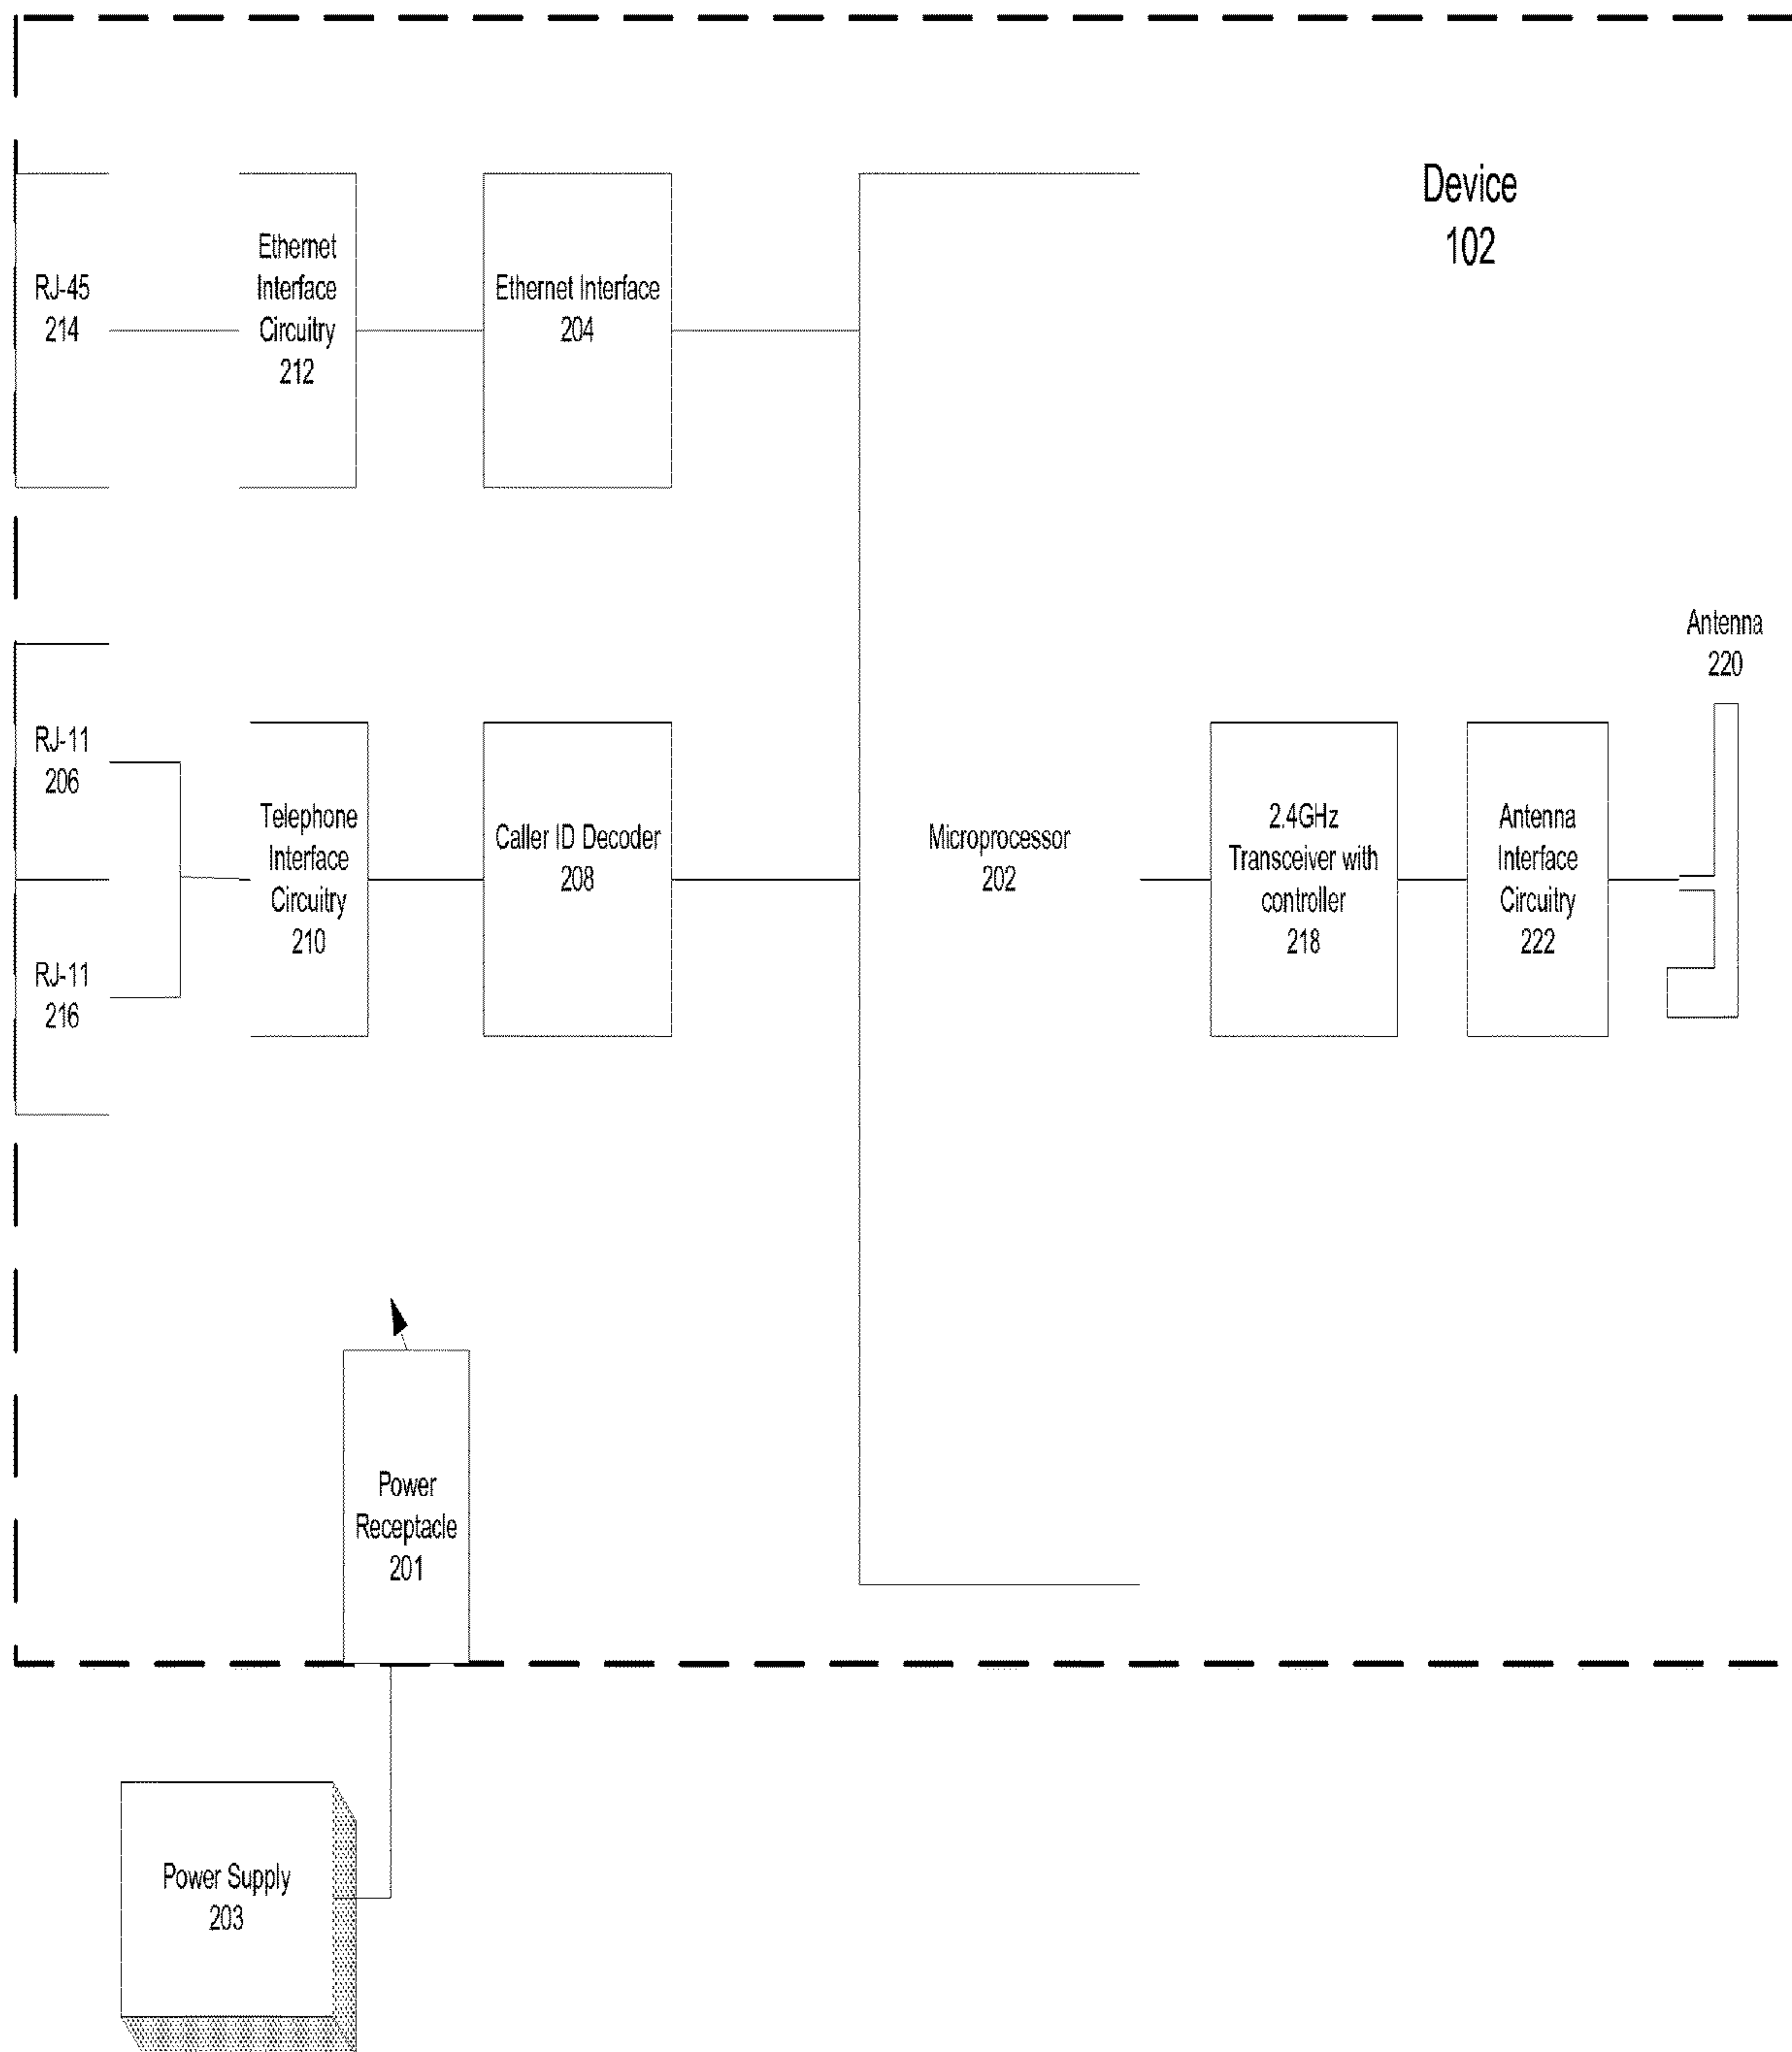 Device
102
RJ-45
214
Ethernet
Interface
Circuitry
212
Ethernet Interface
204
Antenna
220
RJ-11
206
RJ-11
216
Telephone
Interface
Circuitry
210
Caller ID Decoder
208
Microprocessor
202
2.4GHz
Transceiver with
controller
218
Antenna
Interface
Circuitry
222
Power
Receptacle
201
Power Supply
203